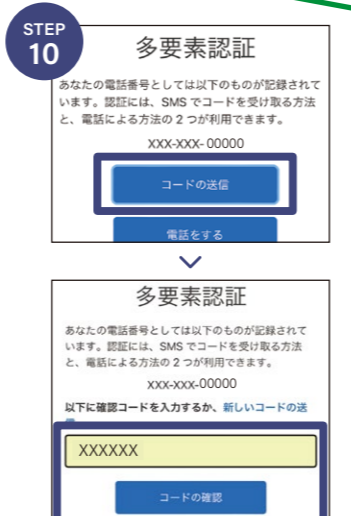 STEP
10
多要素認証
あなたの電話番号としては以下のものが記録されて
います。認証には、SMS でコードを受け取る方法
と、電話による方法の 2 つが利用できます。
XXX-XXX- 00000
コードの送信
電話をする
多要素認証
あなたの電話番号としては以下のものが記録されて
います。認証には、SMS でコードを受け取る方法
と、電話による方法の 2 つが利用できます。
XXX-XXX-00000
以下に確認コードを入力するか、新しいコードの送
XXXXXX
コードの確認